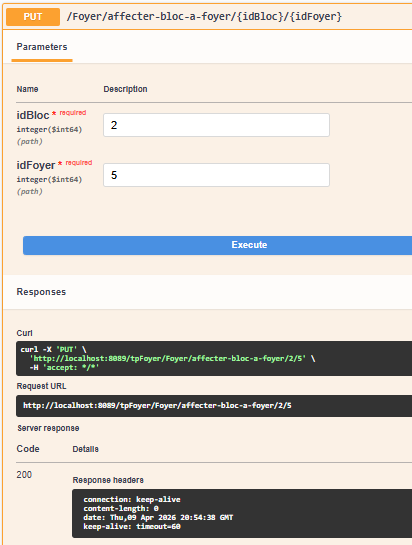 PUT /Foyer/affecter-bloc-a-foyer/{idBloc}/{idFoyer}
Parameters
Name Description
idBloc * required
integer($int64)
(path)
2
idFoyer * required
integer($int64)
(path)
5
Execute
Responses
Curl
curl -X 'PUT' \
'http://localhost:8089/tpFoyer/Foyer/affecter-bloc-a-foyer/2/5' \
-H 'accept: */*'
Request URL
http://localhost:8089/tpFoyer/Foyer/affecter-bloc-a-foyer/2/5
Server response
Code Details
200
Response headers
connection: keep-alive
content-length: 0
date: Thu,09 Apr 2026 20:54:38 GMT
keep-alive: timeout=60